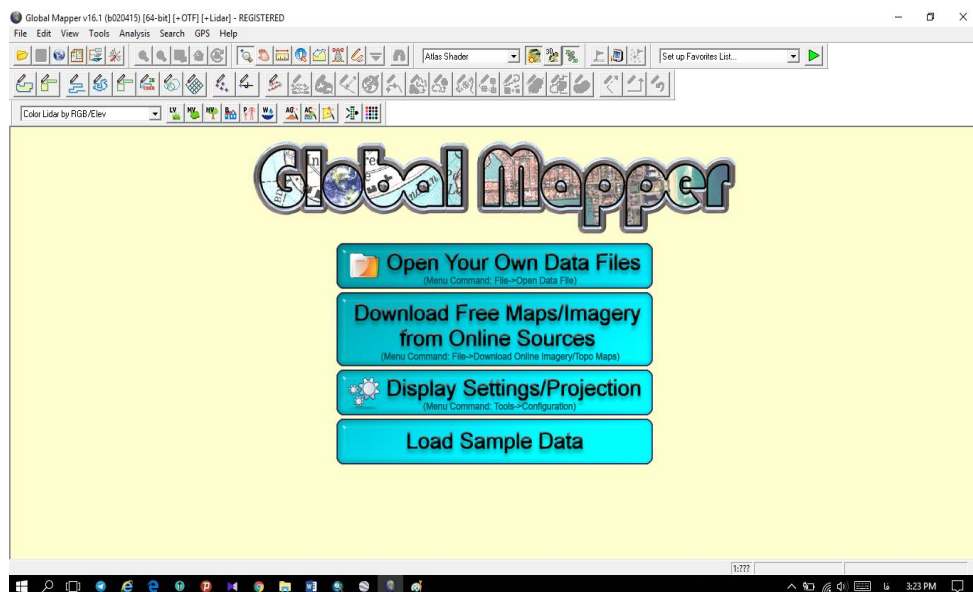 Global Mapper v16.1 (b020415) [64-bit] [+OTF] [+Lidar] - REGISTERED
File Edit View Tools Analysis Search GPS Help
Atlas Shader
Set up Favorites List...
Color Lidar by RGB/Elev
Global Mapper
Open Your Own Data Files
(Menu Command: File->Open Data File)
Download Free Maps/Imagery
from Online Sources
(Menu Command: File->Download Online Imagery/Topo Maps)
Display Settings/Projection
(Menu Command: Tools->Configuration)
Load Sample Data
1:???
فا 3:23 PM